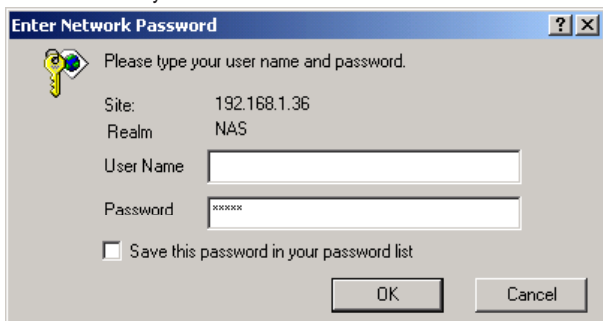 Enter Network Password
Please type your user name and password.
Site: 192.168.1.36
Realm NAS
User Name
Password *****
Save this password in your password list
OK Cancel